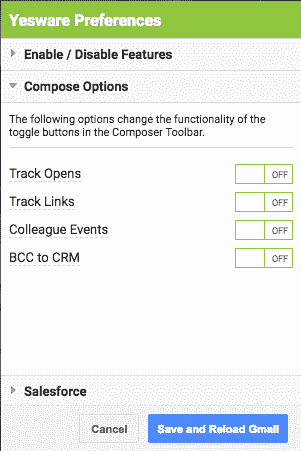 Yesware Preferences
Enable / Disable Features
Compose Options
The following options change the functionality of the
toggle buttons in the Composer Toolbar.
Track Opens OFF
Track Links OFF
Colleague Events OFF
BCC to CRM OFF
Salesforce
Cancel Save and Reload Gmail